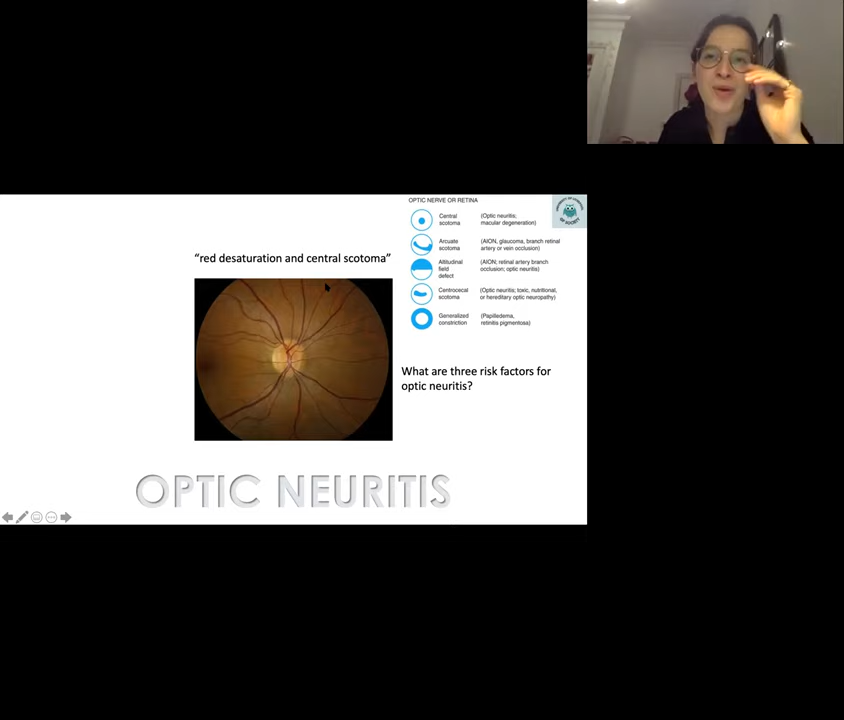 OPTIC NERVE OR RETINA
Central
scotoma
(Optic neuritis;
macular degeneration)
Arcuate
scotoma
(AION, glaucoma, branch retinal
artery or vein occlusion)
Altitudinal
field
defect
(AION; retinal artery branch
occlusion; optic neuritis)
Centrocecal
scotoma
(Optic neuritis; toxic, nutritional,
or hereditary optic neuropathy)
Generalized
constriction
(Papilledema,
retinitis pigmentosa)
“red desaturation and central scotoma”
What are three risk factors for
optic neuritis?
OPTIC NEURITIS